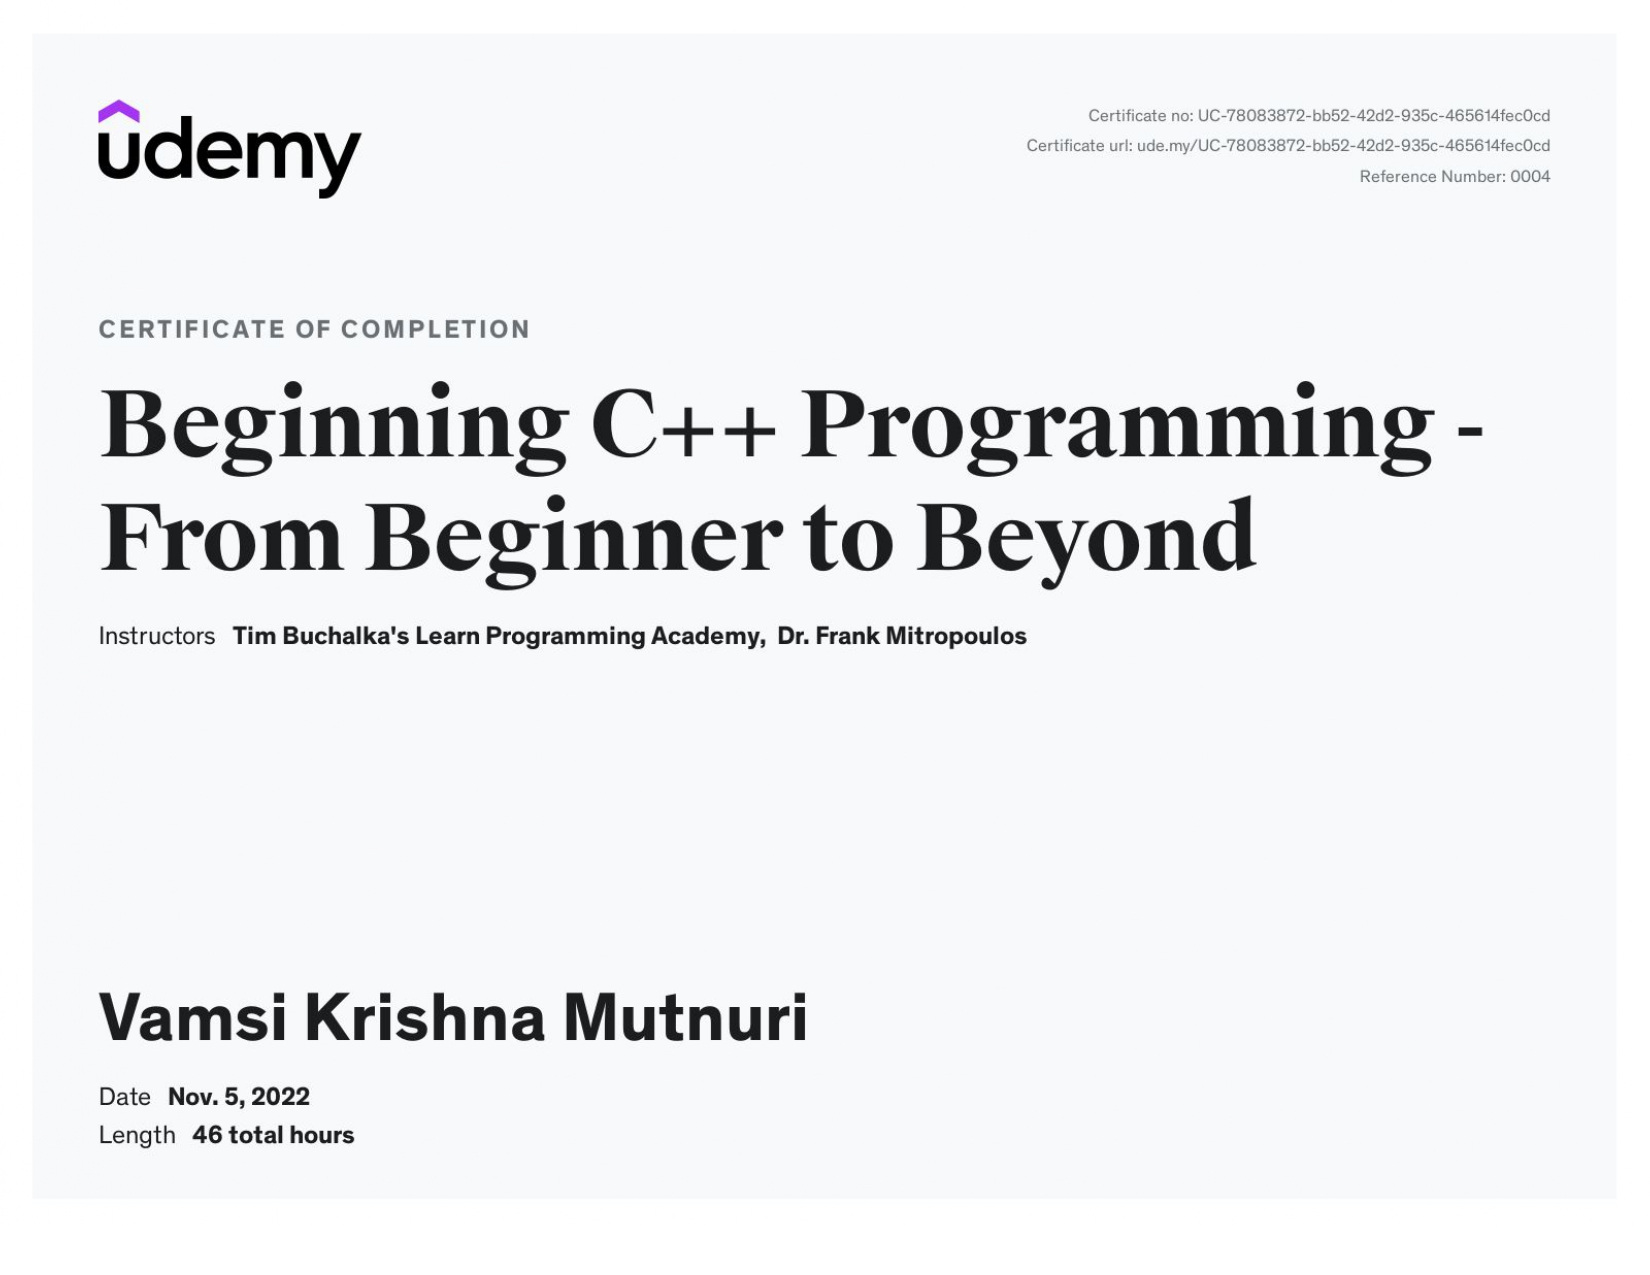 udemy
Certificate no: UC-78083872-bb52-42d2-935c-465614fec0cd
Certificate url: ude.my/UC-78083872-bb52-42d2-935c-465614fec0cd
Reference Number: 0004
CERTIFICATE OF COMPLETION
Beginning C++ Programming -
From Beginner to Beyond
Instructors Tim Buchalka's Learn Programming Academy, Dr. Frank Mitropoulos
Vamsi Krishna Mutnuri
Date Nov. 5, 2022
Length 46 total hours